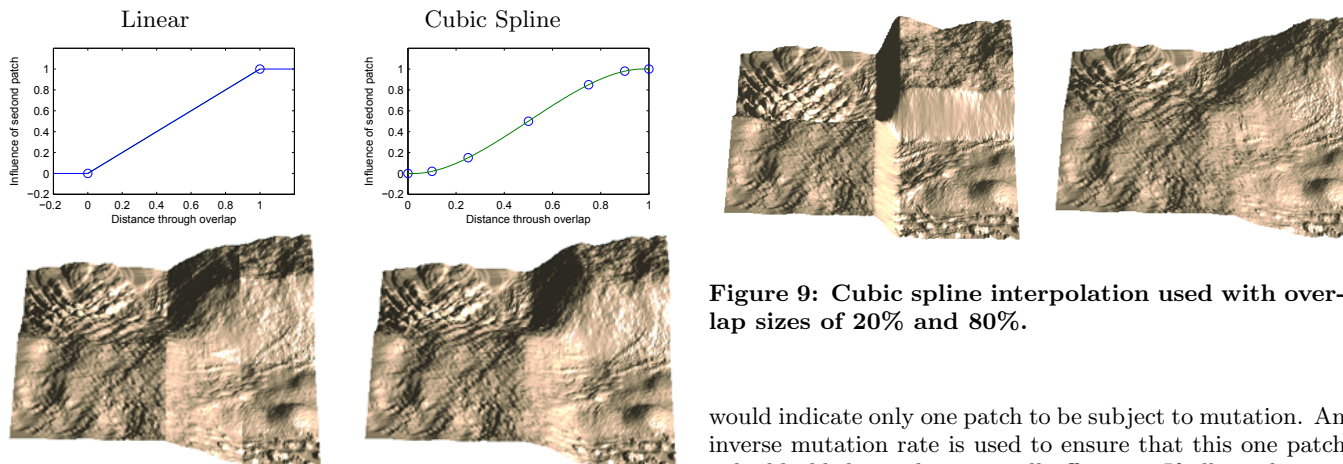 Linear
Influence of sedond patch
1
0.8
0.6
0.4
0.2
0
−0.2
−0.2 0 0.2 0.4 0.6 0.8 1
Distance through overlap
Cubic Spline
Influence of sedond patch
1
0.8
0.6
0.4
0.2
0
−0.2
0 0.2 0.4 0.6 0.8 1
Distance throush overlap
Figure 9: Cubic spline interpolation used with over-
lap sizes of 20% and 80%.
would indicate only one patch to be subject to mutation. An
inverse mutation rate is used to ensure that this one patch